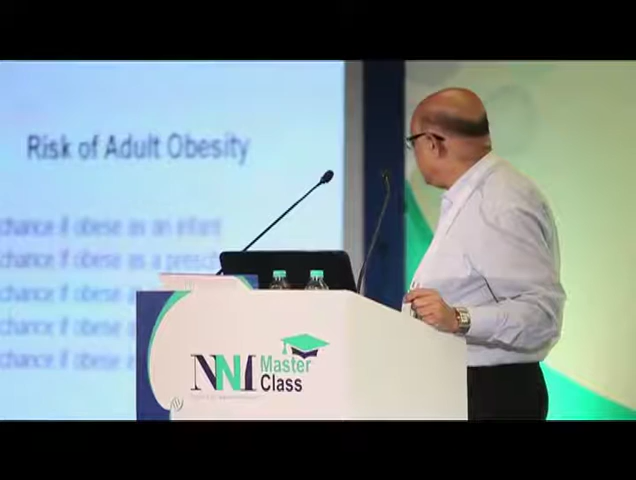 Risk of Adult Obesity
chance if obese as an infant
chance if obese as a presch
chance if obese
chance if obese
chance if obese
NNI Master
Class